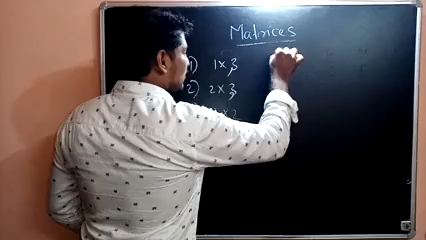 Matrices
1) 1 × 3
2) 2 × 3